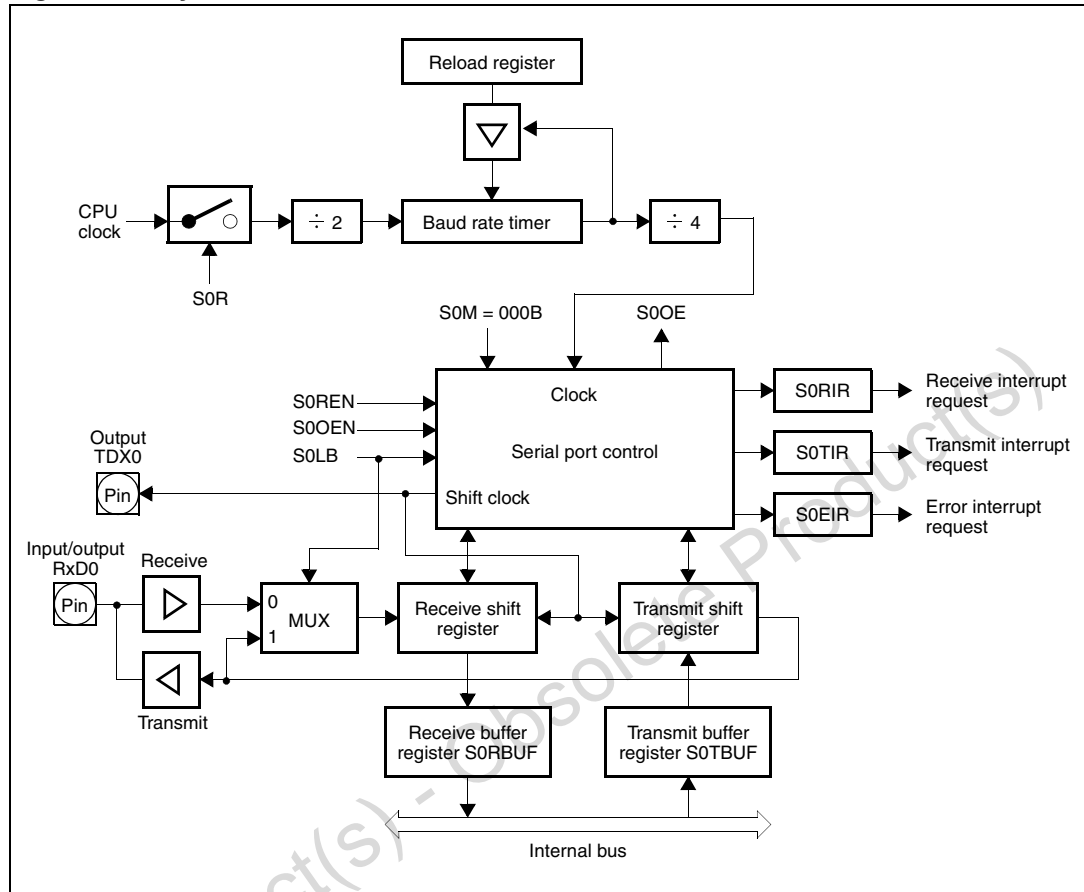 Reload register
CPU
clock
÷ 2
Baud rate timer
÷ 4
S0R
S0M = 000B
S0OE
Clock
S0REN
S0OEN
S0LB
Serial port control
Shift clock
S0RIR
Receive interrupt
request
S0TIR
Transmit interrupt
request
S0EIR
Error interrupt
request
Output
TDX0
Pin
Input/output
RxD0
Pin
Receive
Transmit
0
MUX
1
Receive shift
register
Transmit shift
register
Receive buffer
register S0RBUF
Transmit buffer
register S0TBUF
Internal bus
ct(s) - Obsolete Product(s)